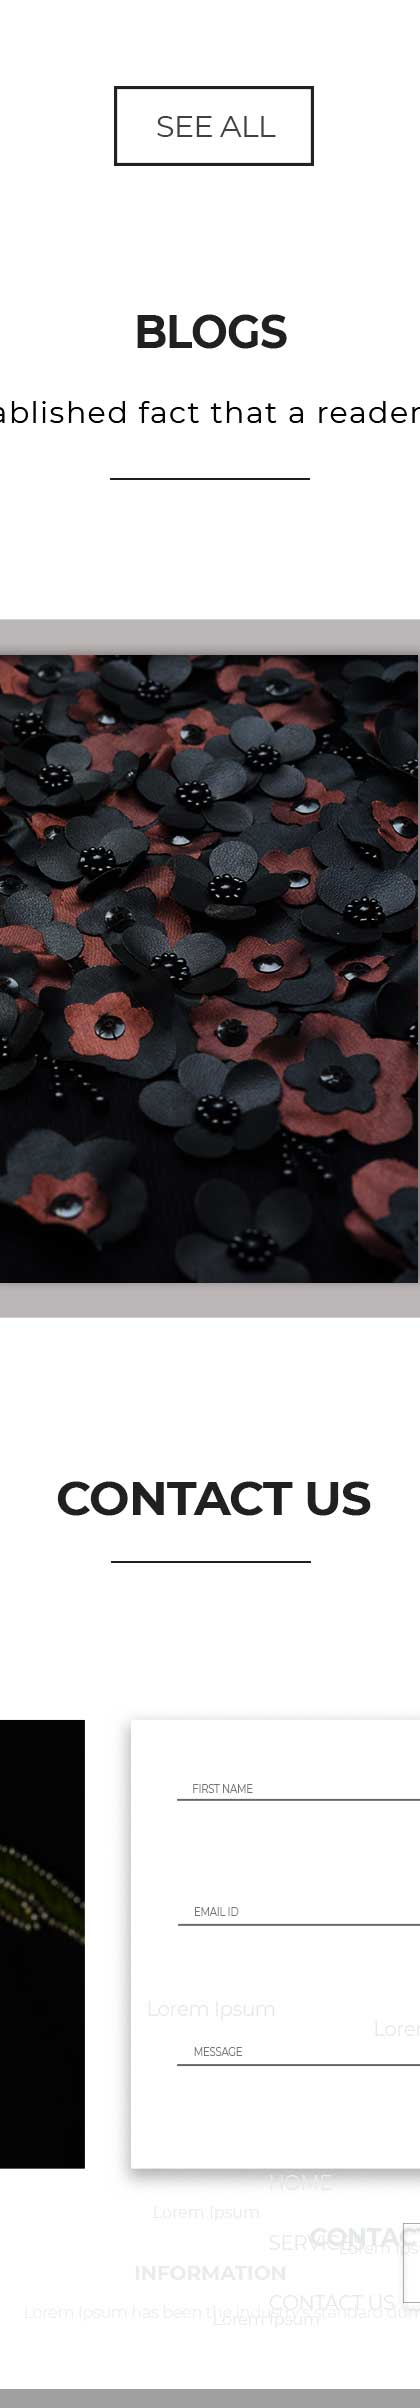 SEE ALL
BLOGS
ablished fact that a reader
CONTACT US
FIRST NAME
EMAIL ID
Lorem Ipsum
Lorem
MESSAGE
HOME
Lorem Ipsum
SERVICES
CONTACT
Lorem Ips
INFORMATION
CONTACT US
Lorem Ipsum has been the industry's standard dum
Lorem Ipsum